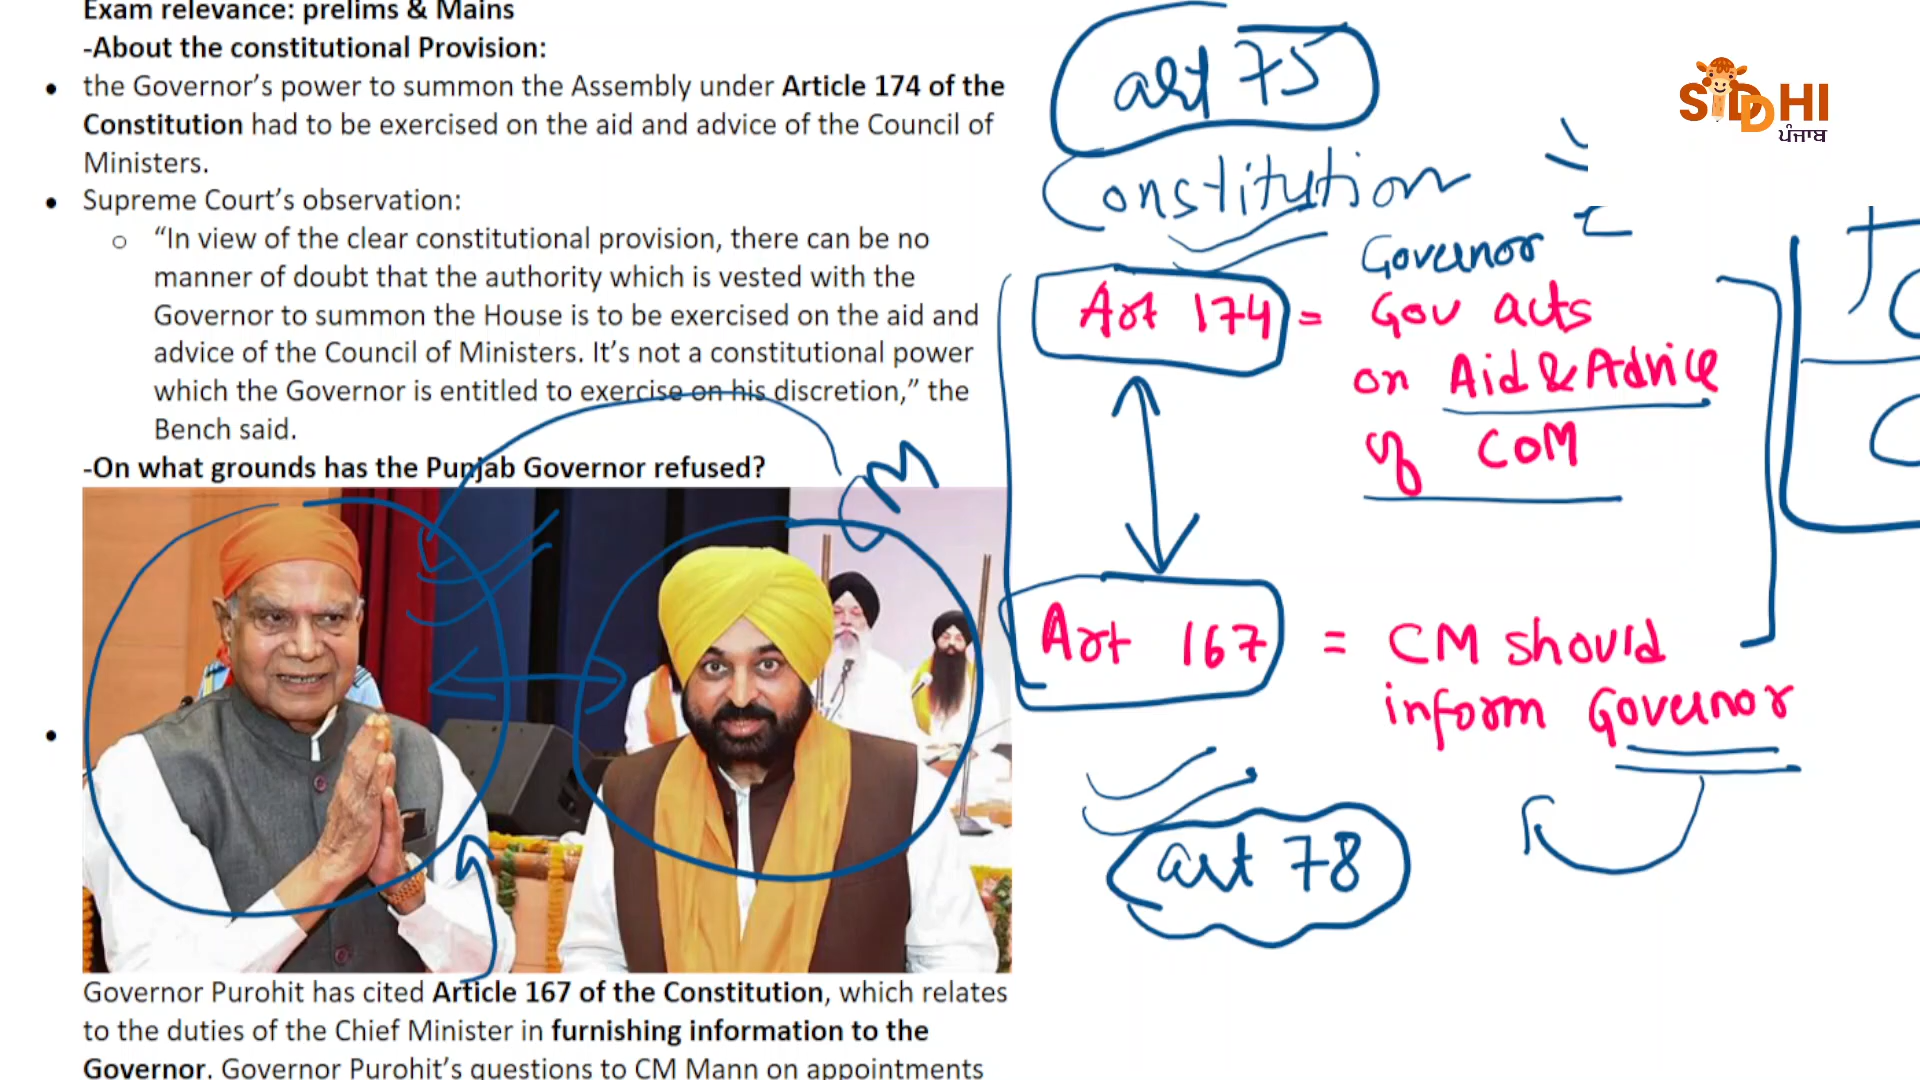 Exam relevance: prelims & Mains
-About the constitutional Provision:
• the Governor’s power to summon the Assembly under Article 174 of the
Constitution had to be exercised on the aid and advice of the Council of
Ministers.
• Supreme Court’s observation:
o “In view of the clear constitutional provision, there can be no
manner of doubt that the authority which is vested with the
Governor to summon the House is to be exercised on the aid and
advice of the Council of Ministers. It’s not a constitutional power
which the Governor is entitled to exercise on his discretion,” the
Bench said.
-On what grounds has the Punjab Governor refused?
CM
Governor Purohit has cited Article 167 of the Constitution, which relates
to the duties of the Chief Minister in furnishing information to the
Governor. Governor Purohit’s questions to CM Mann on appointments
art 75
Constitution
Governor
Art 174 = Gov acts
on Aid & Advice
of COM
Art 167 = CM should
inform Governor
art 78
SIDDHI
ਪੰਜਾਬ